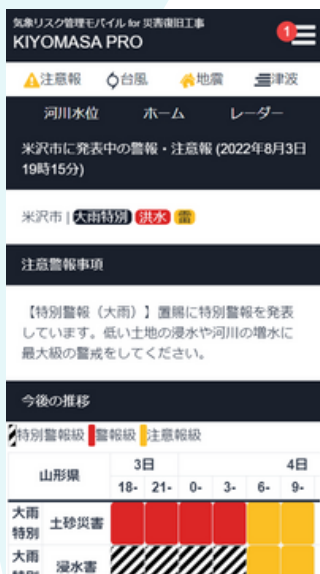 気象リスク管理モバイル for 災害復旧工事
KIYOMASA PRO
1
注意報 台風 地震 津波
河川水位 ホーム レーダー
米沢市に発表中の警報・注意報 (2022年8月3日
19時15分)
米沢市 | 大雨特別 洪水 雷
注意警報事項
【特別警報（大雨）】置賜に特別警報を発表
しています。低い土地の浸水や河川の増水に
最大級の警戒をしてください。
今後の推移
特別警報級 警報級 注意報級
山形県 3日 4日
18- 21- 0- 3- 6- 9-
大雨
特別 土砂災害
大雨
特別 浸水害